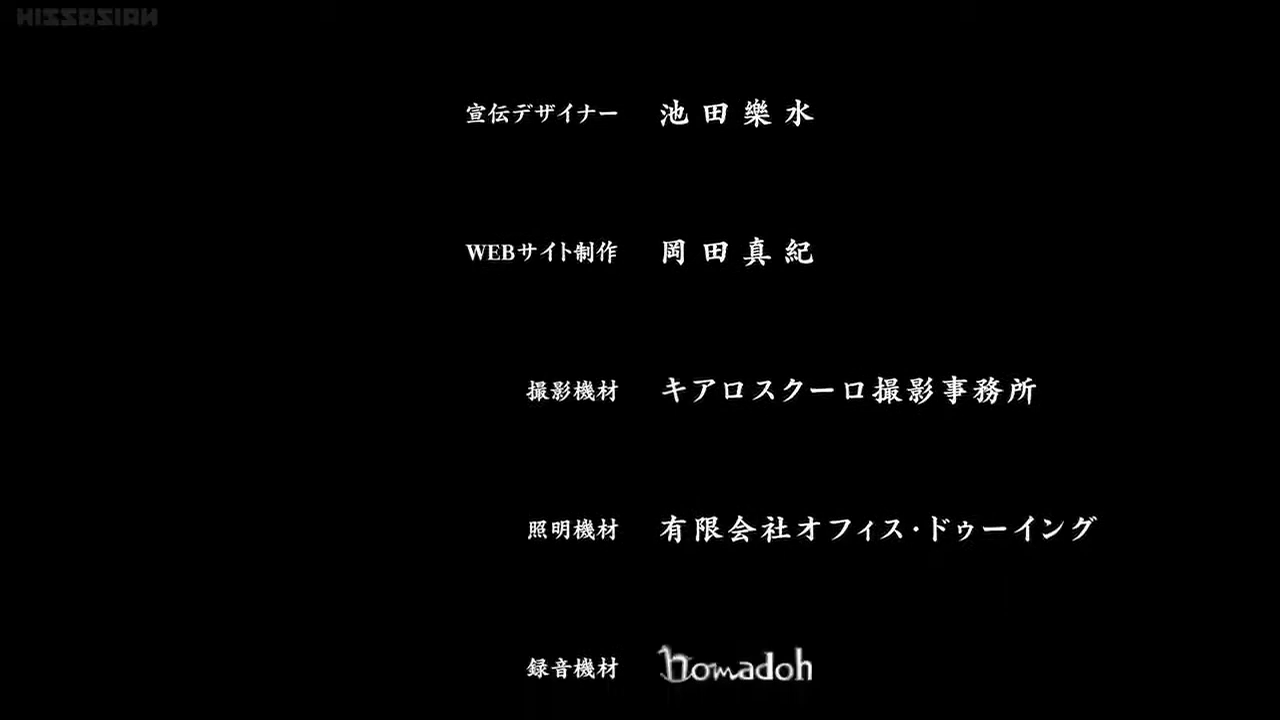 HISSASIAN
宣伝デザイナー 池田樂水
WEBサイト制作 岡田真紀
撮影機材 キアロスクーロ撮影事務所
照明機材 有限会社オフィス・ドゥーイング
録音機材 nomadoh